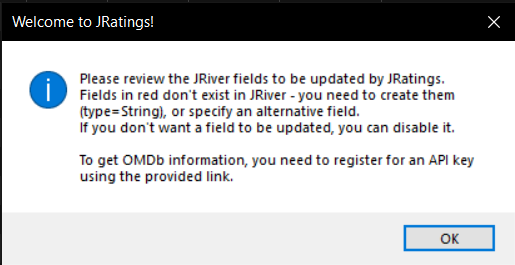 Welcome to JRatings!
Please review the JRiver fields to be updated by JRatings.
Fields in red don't exist in JRiver - you need to create them
(type=String), or specify an alternative field.
If you don't want a field to be updated, you can disable it.
To get OMDb information, you need to register for an API key
using the provided link.
OK